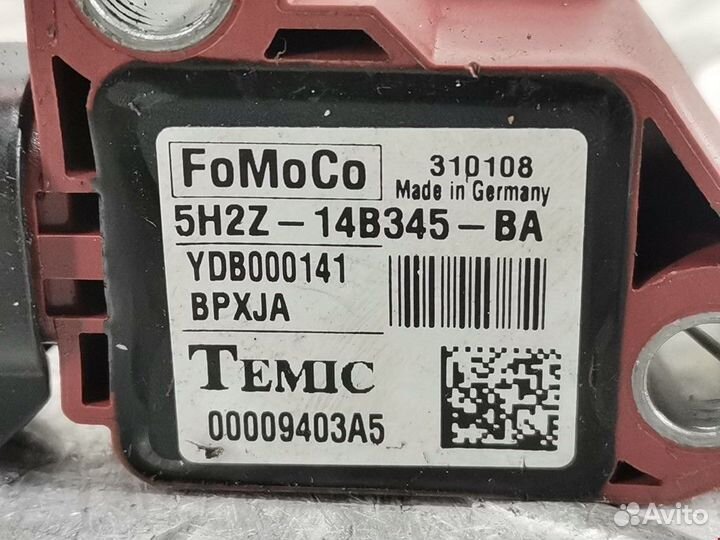 FoMoCo
310108
Made in Germany
5H2Z-14B345-BA
YDB000141
BPXJA
TEMIC
00009403A5
Avito